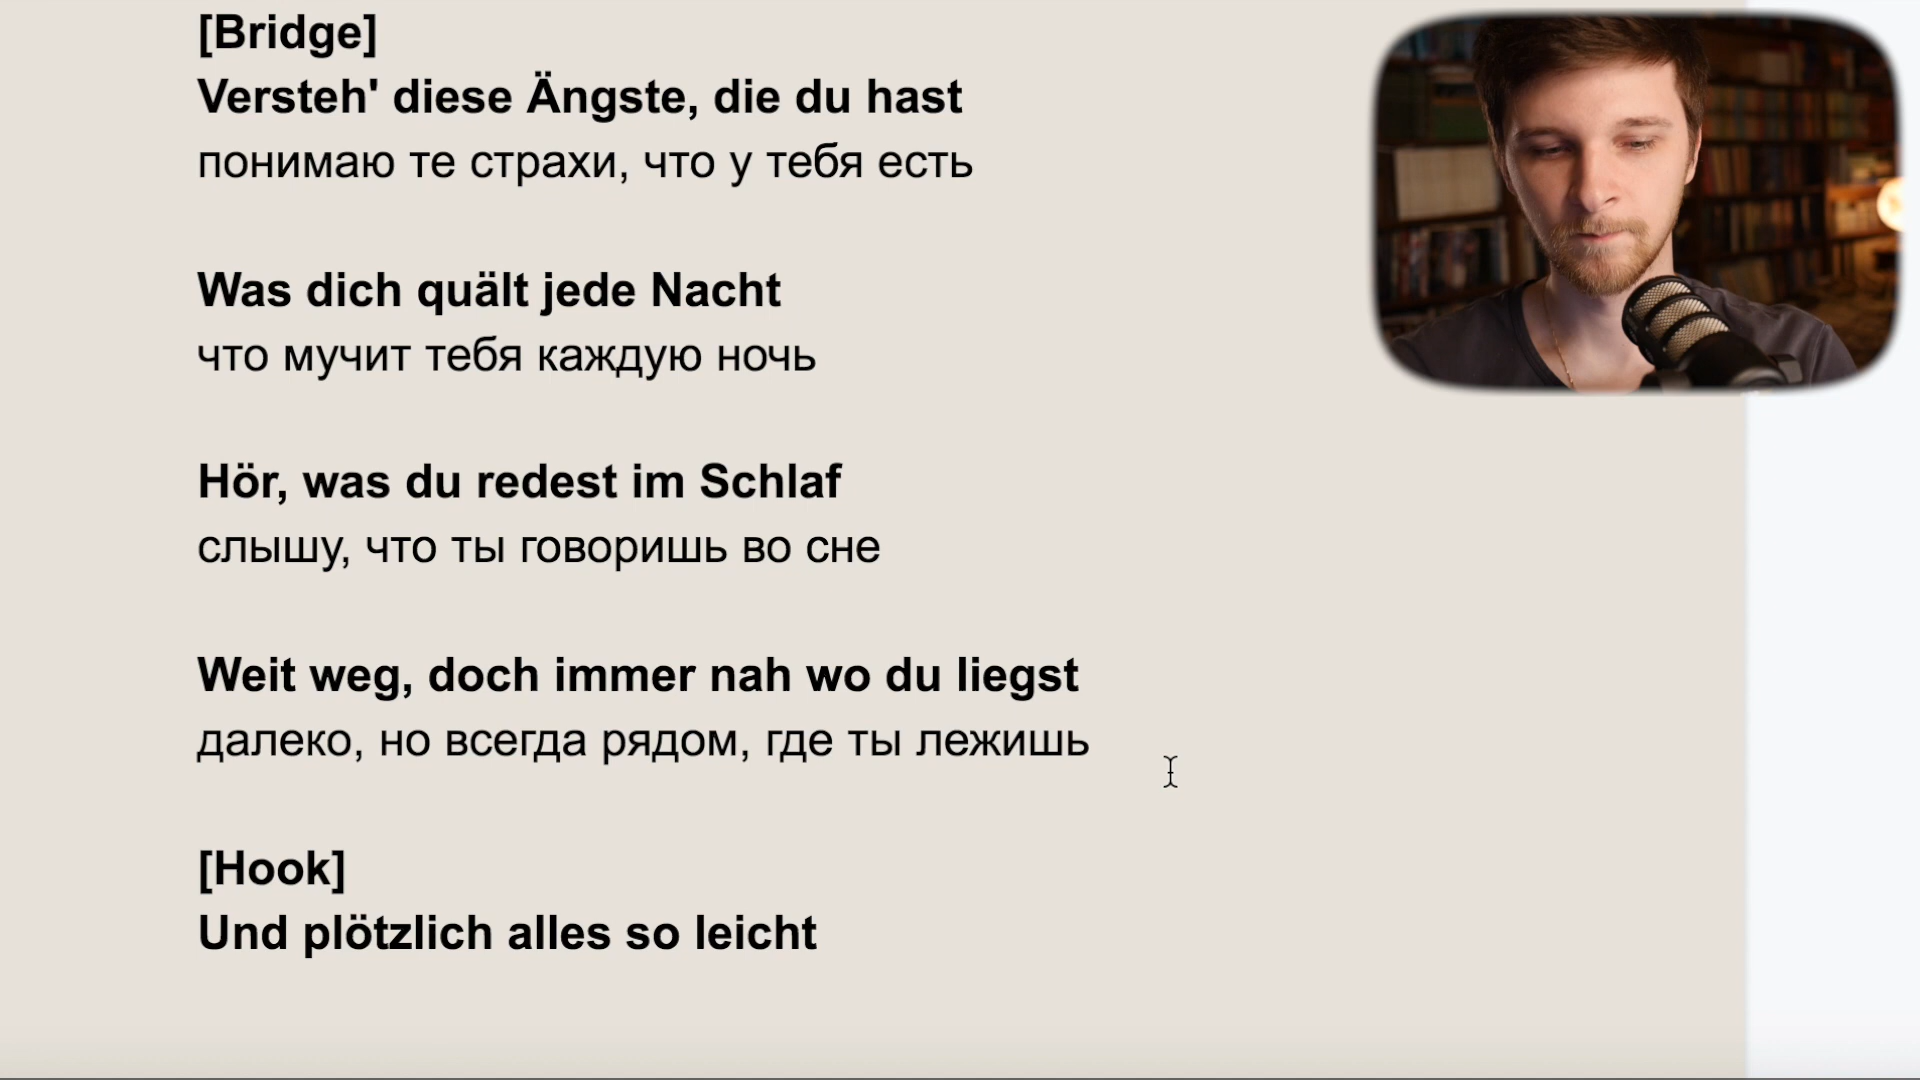 [Bridge]
Versteh' diese Ängste, die du hast
понимаю те страхи, что у тебя есть
Was dich quält jede Nacht
что мучит тебя каждую ночь
Hör, was du redest im Schlaf
слышу, что ты говоришь во сне
Weit weg, doch immer nah wo du liegst
далеко, но всегда рядом, где ты лежишь
[Hook]
Und plötzlich alles so leicht